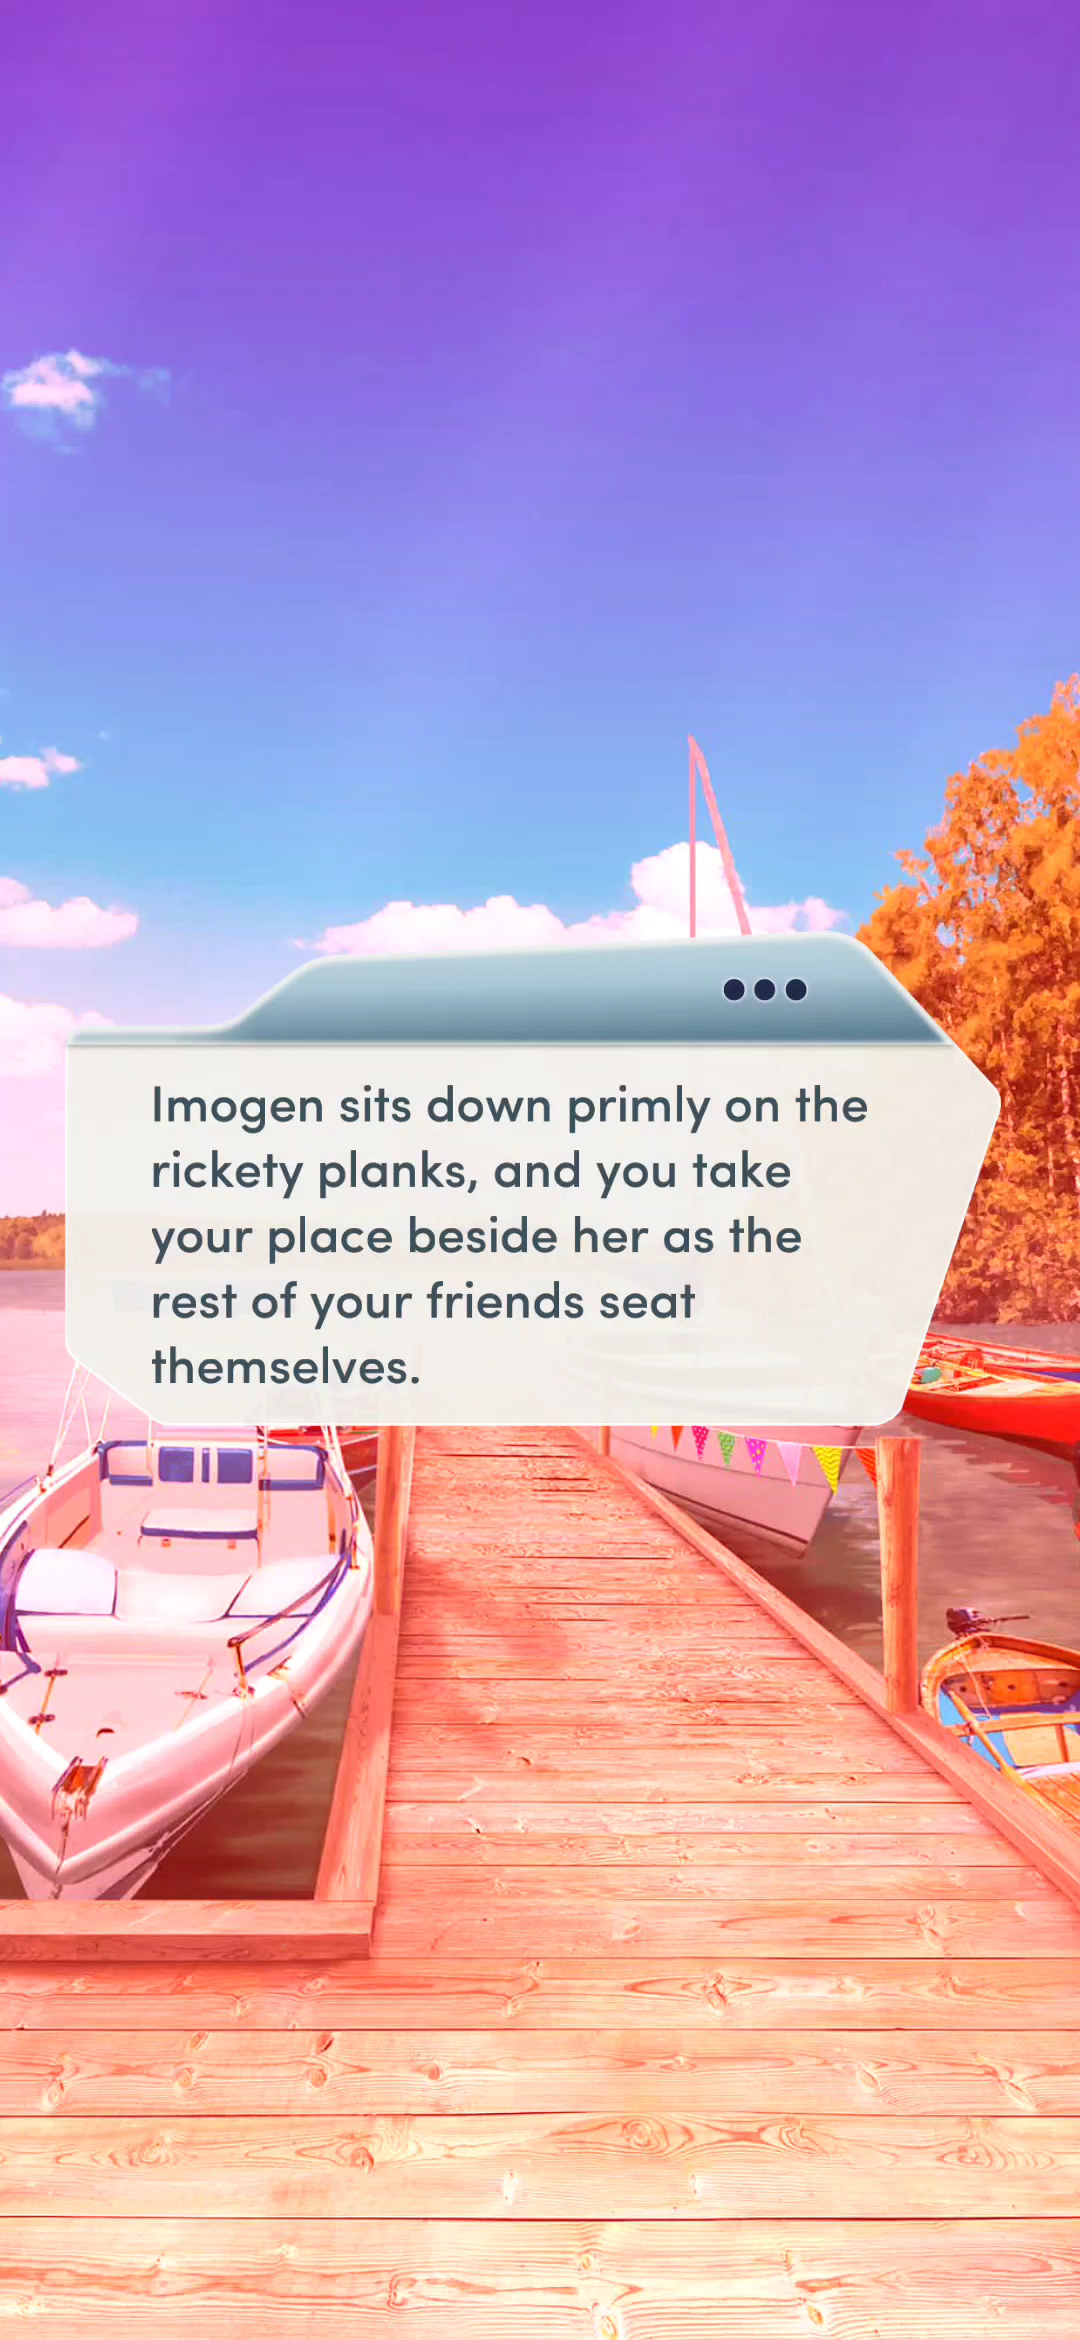 Imogen sits down primly on the
rickety planks, and you take
your place beside her as the
rest of your friends seat
themselves.